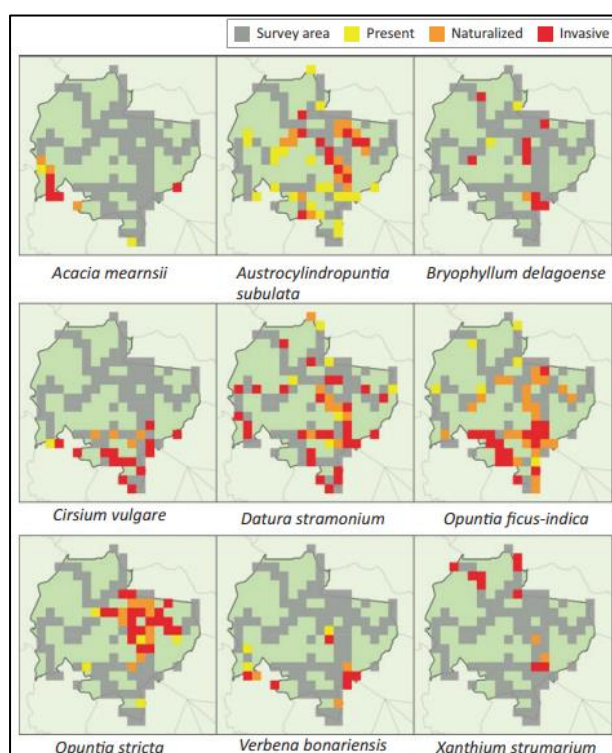 Survey area Present Naturalized Invasive
Acacia mearnsii Austrocylindropuntia subulata Bryophyllum delagoense
Cirsium vulgare Datura stramonium Opuntia ficus-indica
Opuntia stricta Verbena bonariensis Xanthium strumarium